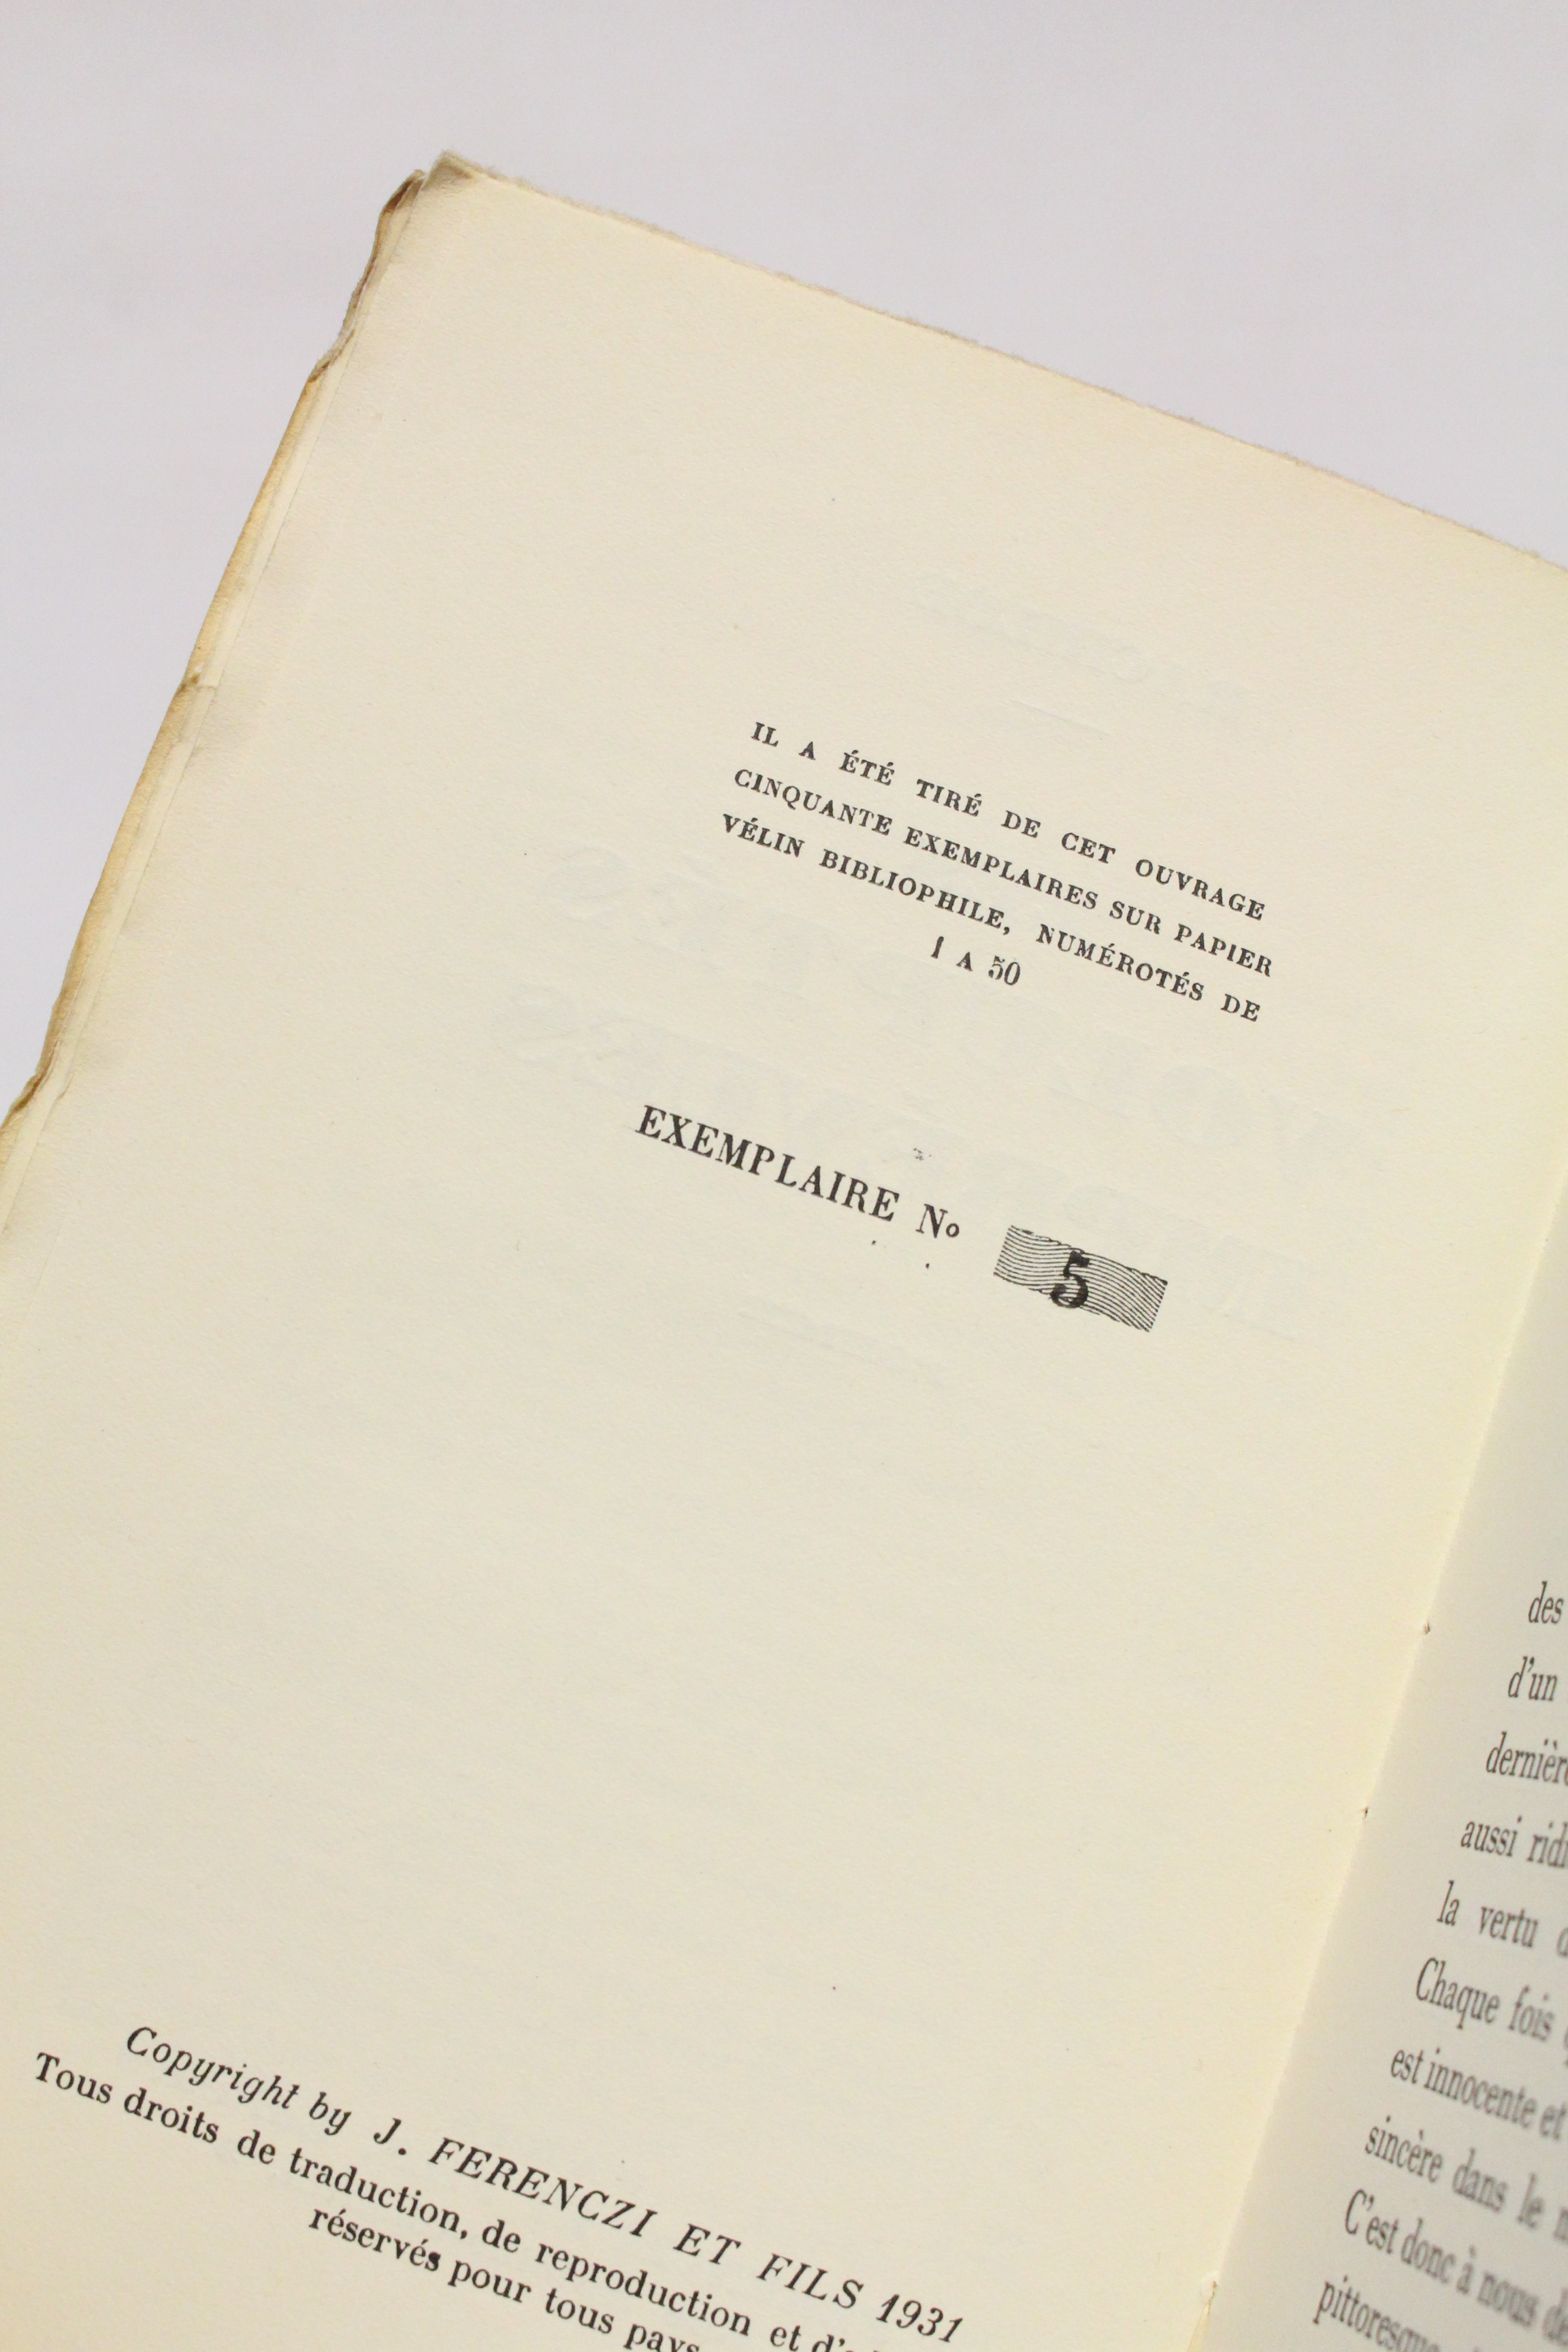 IL A ÉTÉ TIRÉ DE CET OUVRAGE
CINQUANTE EXEMPLAIRES SUR PAPIER
VÉLIN BIBLIOPHILE, NUMÉROTÉS DE
1 A 50
EXEMPLAIRE No 5
Copyright by J. FERENCZI ET FILS 1931
Tous droits de traduction, de reproduction et
réservés pour tous pays
des
d'un
aussi
la vertu
Chaque fois
est innocente et
sincère dans le
C'est donc à nous